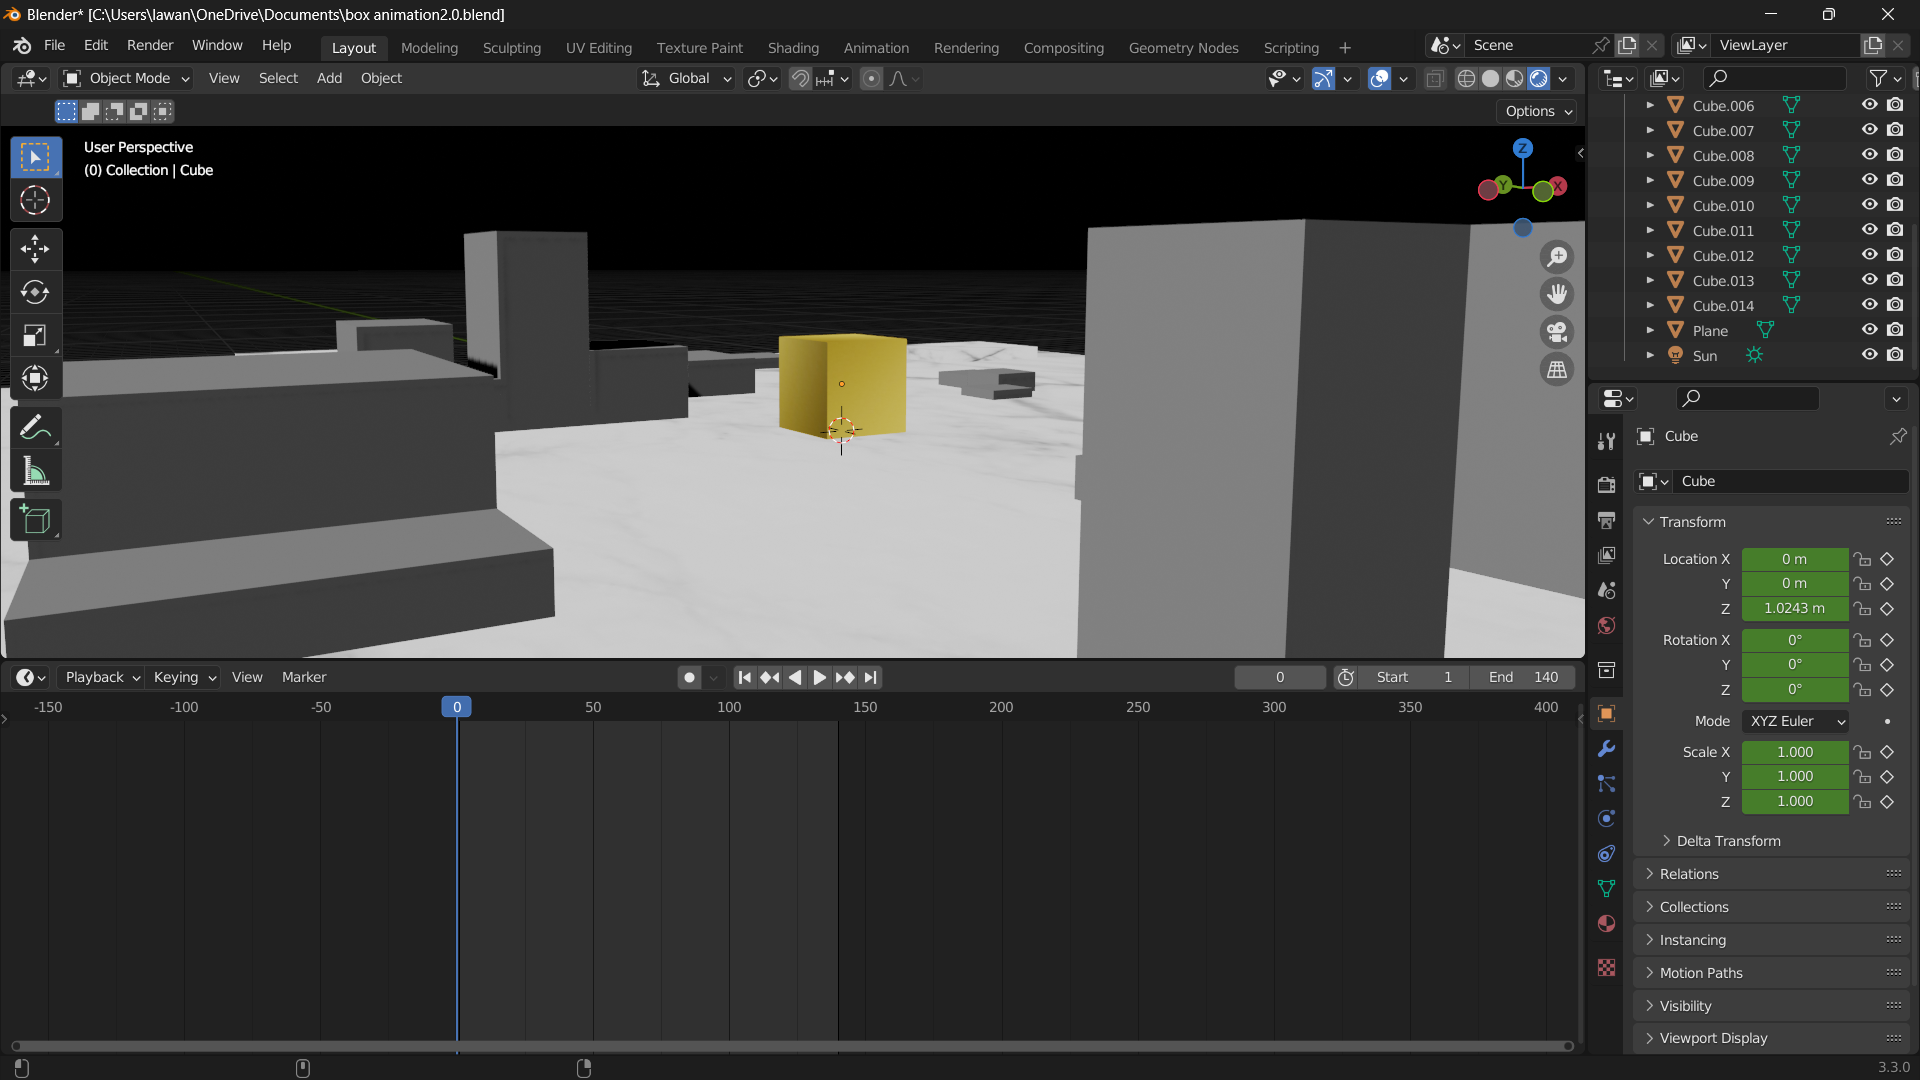 Blender* [C:\Users\lawan\OneDrive\Documents\box animation2.0.blend]
File Edit Render Window Help Layout Modeling Sculpting UV Editing Texture Paint Shading Animation Rendering Compositing Geometry Nodes Scripting + Scene ViewLayer
Object Mode View Select Add Object Global
Options
User Perspective
(0) Collection | Cube
Z
Y
X
Cube.006
Cube.007
Cube.008
Cube.009
Cube.010
Cube.011
Cube.012
Cube.013
Cube.014
Plane
Sun
Cube
Cube
Transform
Location X 0 m
Y 0 m
Z 1.0243 m
Rotation X 0°
Y 0°
Z 0°
Mode XYZ Euler
Scale X 1.000
Y 1.000
Z 1.000
Delta Transform
Relations
Collections
Instancing
Motion Paths
Visibility
Viewport Display
Playback Keying View Marker 0 Start 1 End 140
-150 -100 -50 0 50 100 150 200 250 300 350 400
3.3.0